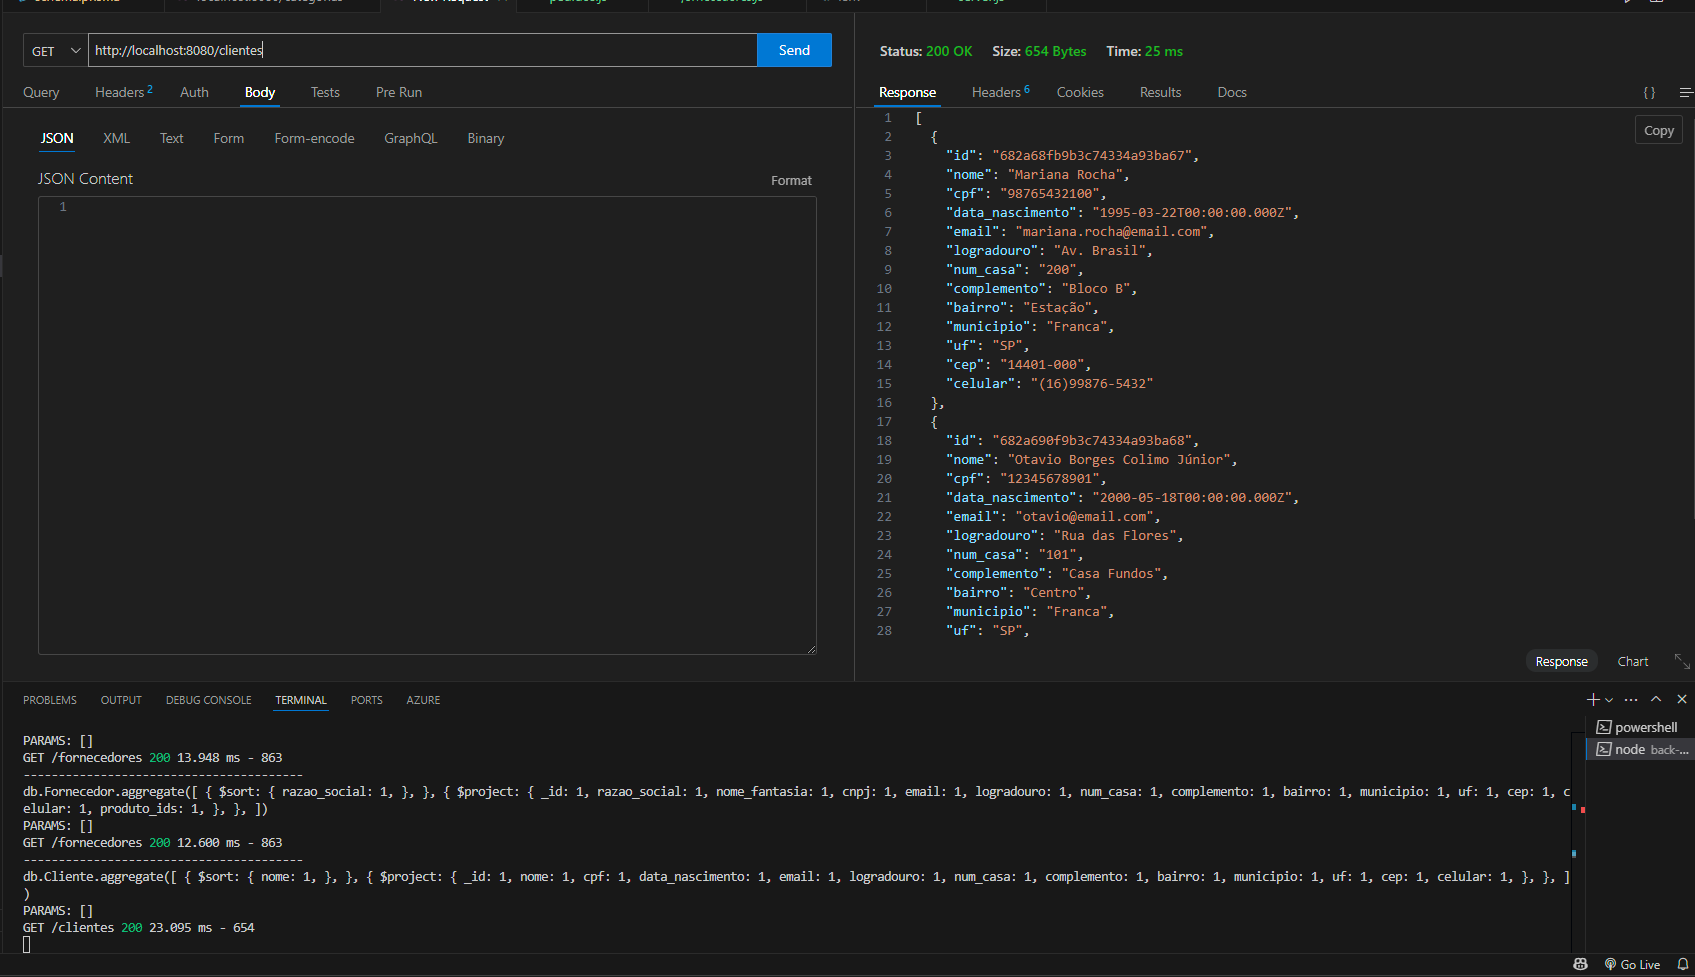 GET
http://localhost:8080/clientes
Send
Query
Headers 2
Auth
Body
Tests
Pre Run
JSON
XML
Text
Form
Form-encode
GraphQL
Binary
JSON Content
Format
1
Status: 200 OK Size: 654 Bytes Time: 25 ms
Response
Headers 6
Cookies
Results
Docs
{ }
Copy
1 [
2 {
3 "id": "682a68fb9b3c74334a93ba67",
4 "nome": "Mariana Rocha",
5 "cpf": "98765432100",
6 "data_nascimento": "1995-03-22T00:00:00.000Z",
7 "email": "mariana.rocha@email.com",
8 "logradouro": "Av. Brasil",
9 "num_casa": "200",
10 "complemento": "Bloco B",
11 "bairro": "Estação",
12 "municipio": "Franca",
13 "uf": "SP",
14 "cep": "14401-000",
15 "celular": "(16)99876-5432"
16 },
17 {
18 "id": "682a690f9b3c74334a93ba68",
19 "nome": "Otavio Borges Colimo Júnior",
20 "cpf": "12345678901",
21 "data_nascimento": "2000-05-18T00:00:00.000Z",
22 "email": "otavio@email.com",
23 "logradouro": "Rua das Flores",
24 "num_casa": "101",
25 "complemento": "Casa Fundos",
26 "bairro": "Centro",
27 "municipio": "Franca",
28 "uf": "SP",
Response
Chart
PROBLEMS
OUTPUT
DEBUG CONSOLE
TERMINAL
PORTS
AZURE
PARAMS: []
GET /fornecedores 200 13.948 ms - 863
----------------------------------------
db.Fornecedor.aggregate([ { $sort: { razao_social: 1, }, }, { $project: { _id: 1, razao_social: 1, nome_fantasia: 1, cnpj: 1, email: 1, logradouro: 1, num_casa: 1, complemento: 1, bairro: 1, municipio: 1, uf: 1, cep: 1, c
elular: 1, produto_ids: 1, }, }, ])
PARAMS: []
GET /fornecedores 200 12.600 ms - 863
----------------------------------------
db.Cliente.aggregate([ { $sort: { nome: 1, }, }, { $project: { _id: 1, nome: 1, cpf: 1, data_nascimento: 1, email: 1, logradouro: 1, num_casa: 1, complemento: 1, bairro: 1, municipio: 1, uf: 1, cep: 1, celular: 1, }, }, ]
)
PARAMS: []
GET /clientes 200 23.095 ms - 654
powershell
node back-...
Go Live